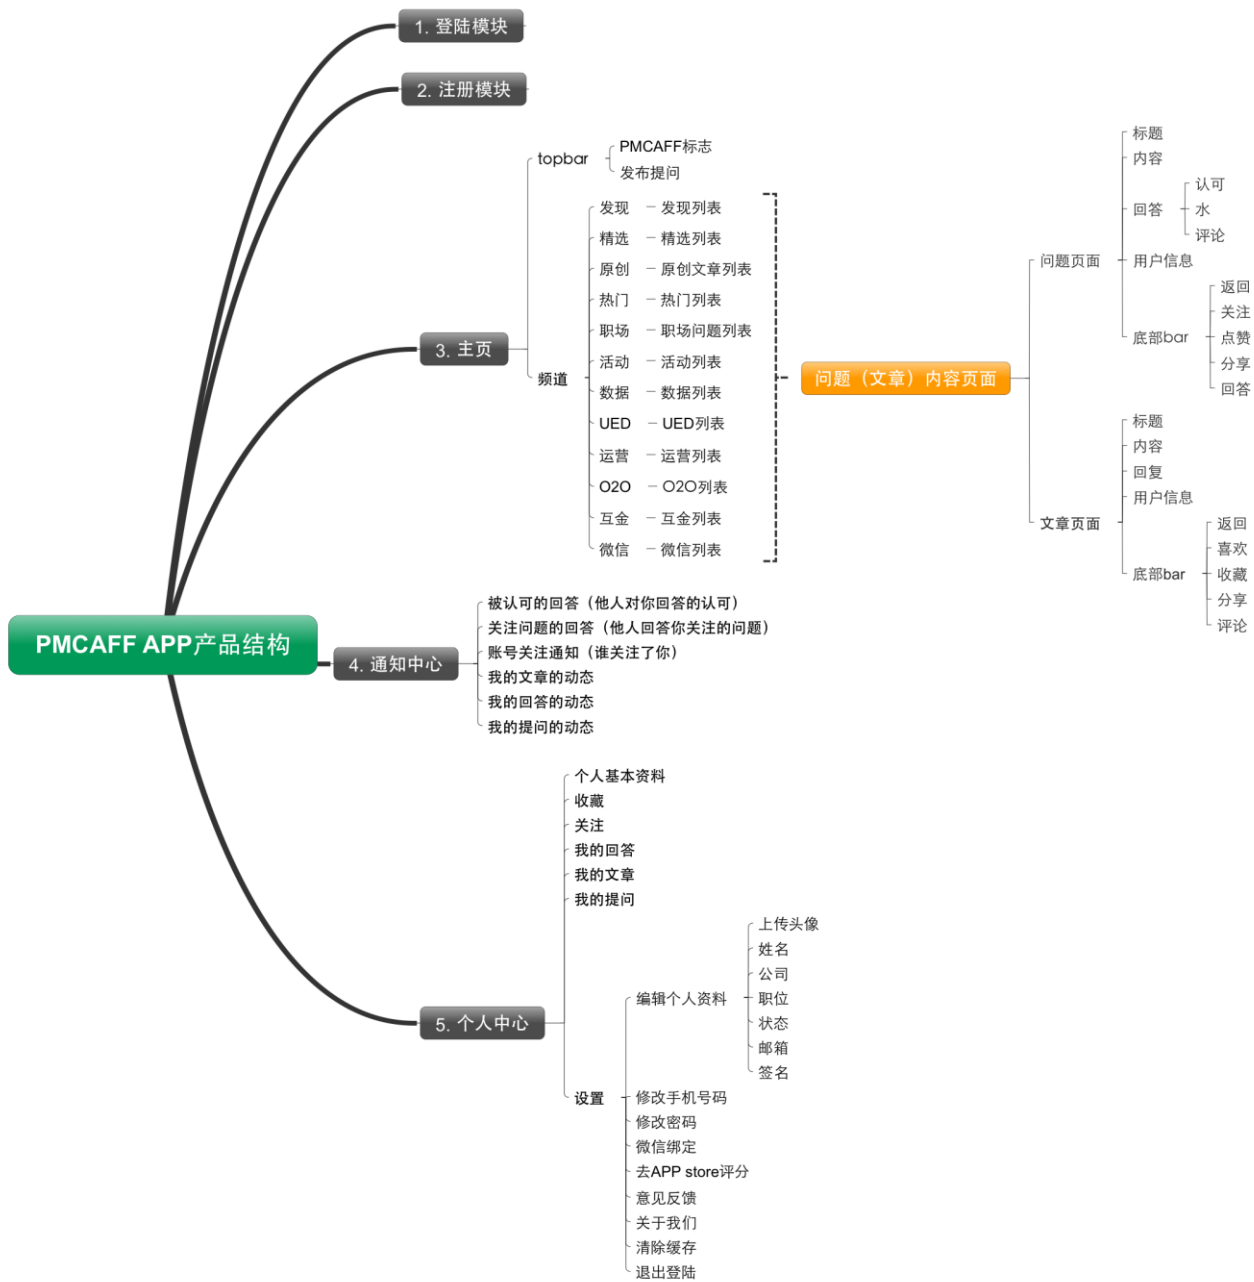 PMCAFF APP产品结构
1. 登陆模块
2. 注册模块
3. 主页
topbar
PMCAFF标志
发布提问
频道
发现
发现列表
精选
精选列表
原创
原创文章列表
热门
热门列表
职场
职场问题列表
活动
活动列表
数据
数据列表
UED
UED列表
运营
运营列表
O2O
O2O列表
互金
互金列表
微信
微信列表
问题（文章）内容页面
问题页面
标题
内容
回答
认可
水
评论
用户信息
底部bar
返回
关注
点赞
分享
回答
文章页面
标题
内容
回复
用户信息
底部bar
返回
喜欢
收藏
分享
评论
4. 通知中心
被认可的回答（他人对你回答的认可）
关注问题的回答（他人回答你关注的问题）
账号关注通知（谁关注了你）
我的文章的动态
我的回答的动态
我的提问的动态
5. 个人中心
个人基本资料
收藏
关注
我的回答
我的文章
我的提问
设置
编辑个人资料
上传头像
姓名
公司
职位
状态
邮箱
签名
修改手机号码
修改密码
微信绑定
去APP store评分
意见反馈
关于我们
清除缓存
退出登陆